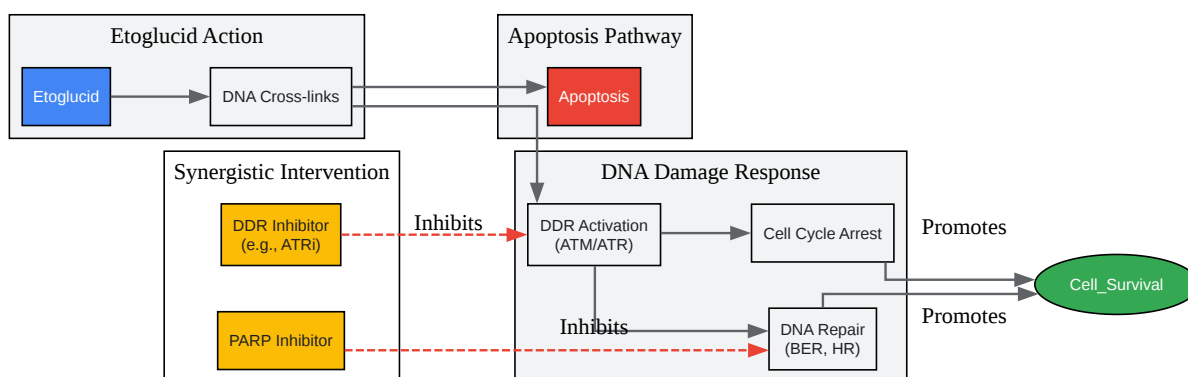 Etoglucid Action
Apoptosis Pathway
Etoglucid
DNA Cross-links
Apoptosis
Synergistic Intervention
DNA Damage Response
DDR Inhibitor
(e.g., ATRi)
Inhibits
DDR Activation
(ATM/ATR)
Cell Cycle Arrest
Promotes
Cell_Survival
PARP Inhibitor
Inhibits
DNA Repair
(BER, HR)
Promotes